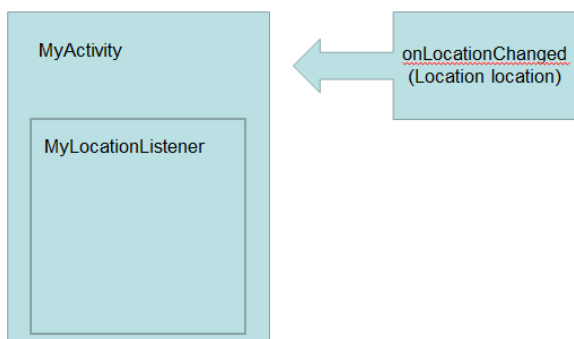 MyActivity
onLocationChanged
(Location location)
MyLocationListener